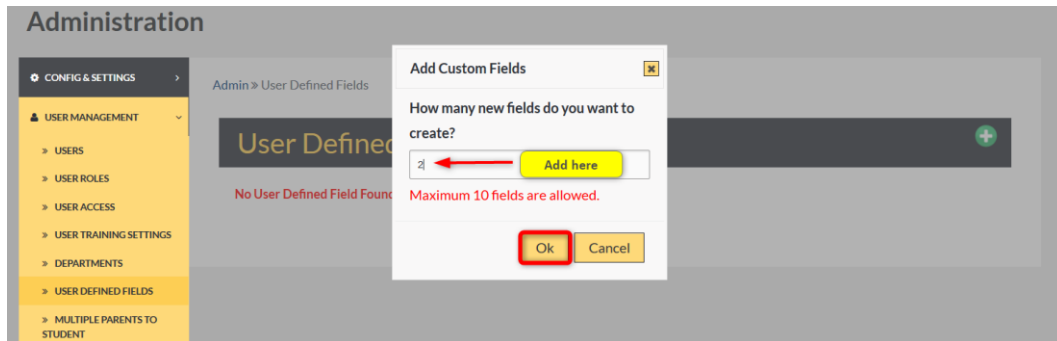 Administration
CONFIG & SETTINGS
Admin » User Defined Fields
USER MANAGEMENT
» USERS
» USER ROLES
» USER ACCESS
» USER TRAINING SETTINGS
» DEPARTMENTS
» USER DEFINED FIELDS
» MULTIPLE PARENTS TO
STUDENT
User Defined
No User Defined Field Found
Add Custom Fields
How many new fields do you want to
create?
2
Add here
Maximum 10 fields are allowed.
Ok
Cancel